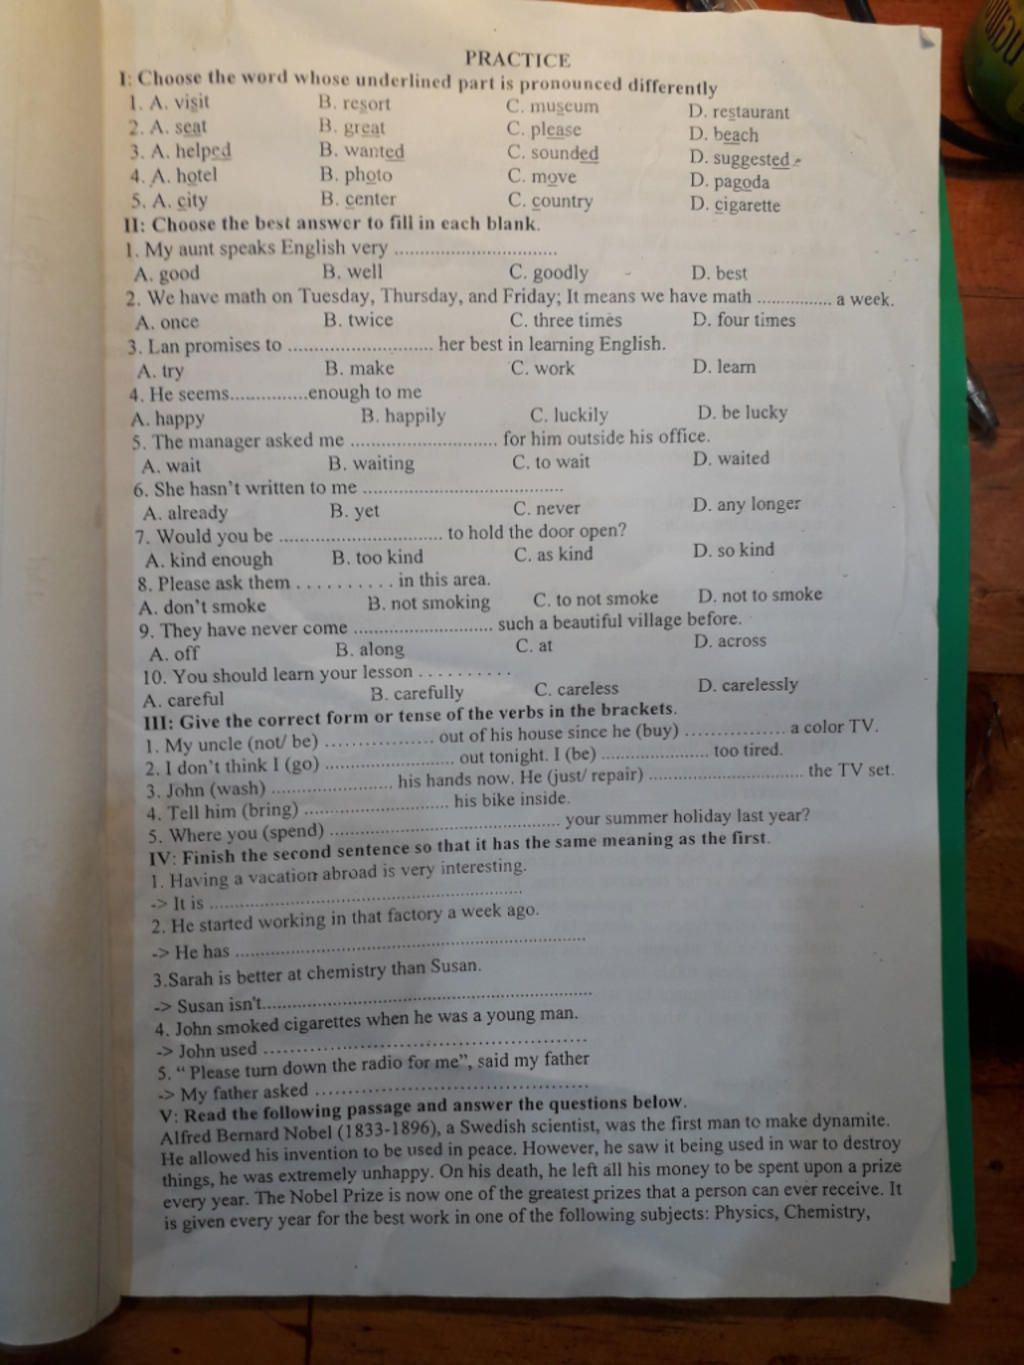 PRACTICE
I: Choose the word whose underlined part is pronounced differently
1. A. visit B. resort C. museum D. restaurant
2. A. seat B. great C. please D. beach
3. A. helped B. wanted C. sounded D. suggested
4. A. hotel B. photo C. move D. pagoda
5. A. city B. center C. country D. cigarette
II: Choose the best answer to fill in each blank.
1. My aunt speaks English very ................................
A. good B. well C. goodly D. best
2. We have math on Tuesday, Thursday, and Friday; It means we have math ............... a week.
A. once B. twice C. three times D. four times
3. Lan promises to ............................ her best in learning English.
A. try B. make C. work D. learn
4. He seems...............enough to me
A. happy B. happily C. luckily D. be lucky
5. The manager asked me ............................ for him outside his office.
A. wait B. waiting C. to wait D. waited
6. She hasn't written to me .......................................
A. already B. yet C. never D. any longer
7. Would you be ................................ to hold the door open?
A. kind enough B. too kind C. as kind D. so kind
8. Please ask them . . . . . . . . . . in this area.
A. don't smoke B. not smoking C. to not smoke D. not to smoke
9. They have never come ........................... such a beautiful village before.
A. off B. along C. at D. across
10. You should learn your lesson . . . . . . . . . .
A. careful B. carefully C. careless D. carelessly
III: Give the correct form or tense of the verbs in the brackets.
1. My uncle (not/ be) ..................... out of his house since he (buy) .................... a color TV.
2. I don't think I (go) ......................... out tonight. I (be) ..................... too tired.
3. John (wash) ........................ his hands now. He (just/ repair) .............................. the TV set.
4. Tell him (bring) ............................ his bike inside.
5. Where you (spend) ............................................. your summer holiday last year?
IV: Finish the second sentence so that it has the same meaning as the first.
1. Having a vacation abroad is very interesting.
-> It is ..............................................................
2. He started working in that factory a week ago.
-> He has ......................................................................
3.Sarah is better at chemistry than Susan.
-> Susan isn't..................................................................
4. John smoked cigarettes when he was a young man.
-> John used ................................................................
5. " Please turn down the radio for me", said my father
-> My father asked .......................................................
V: Read the following passage and answer the questions below.
Alfred Bernard Nobel (1833-1896), a Swedish scientist, was the first man to make dynamite.
He allowed his invention to be used in peace. However, he saw it being used in war to destroy
things, he was extremely unhappy. On his death, he left all his money to be spent upon a prize
every year. The Nobel Prize is now one of the greatest prizes that a person can ever receive. It
is given every year for the best work in one of the following subjects: Physics, Chemistry,